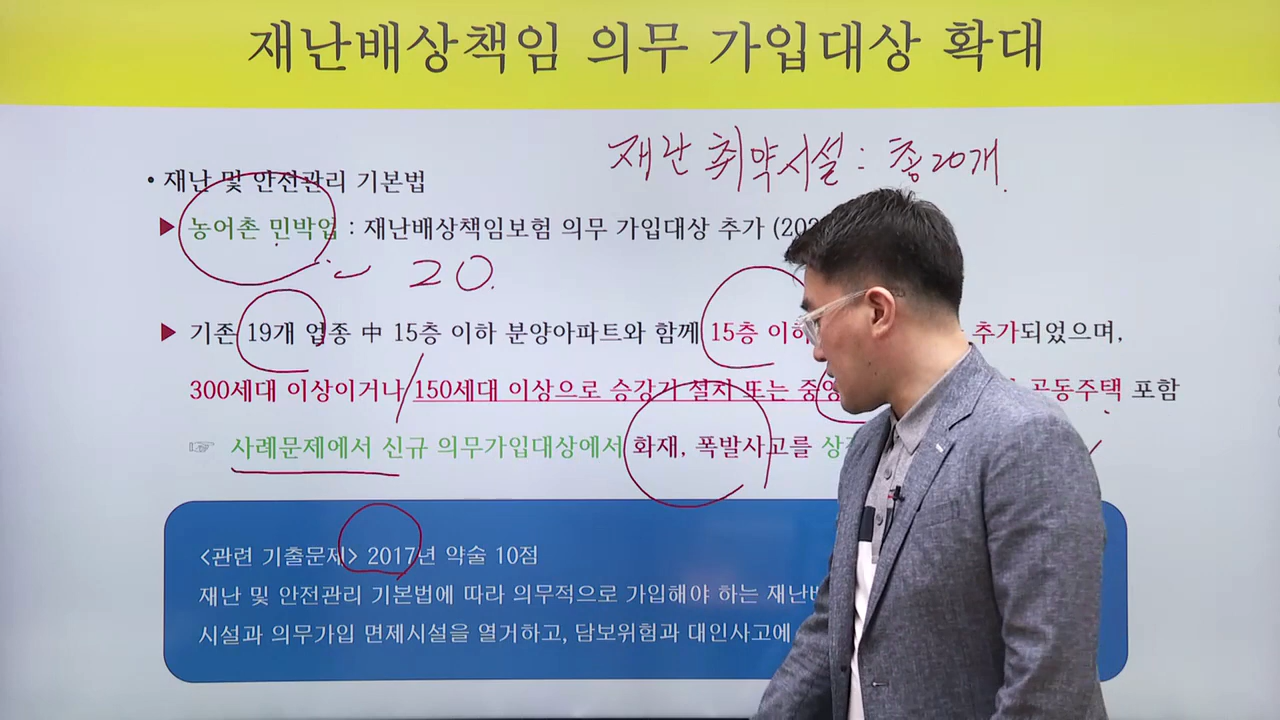 재난배상책임 의무 가입대상 확대
재난 취약시설 : 총 20개.
• 재난 및 안전관리 기본법
▶ 농어촌 민박업 : 재난배상책임보험 의무 가입대상 추가
20.
▶ 기존 19개 업종 中 15층 이하 분양아파트와 함께 15층 이하 추가되었으며,
300세대 이상이거나 150세대 이상으로 승강기 설치 또는 공동주택 포함
☞ 사례문제에서 신규 의무가입대상에서 화재, 폭발사고를
<관련 기출문제> 2017년 약술 10점
재난 및 안전관리 기본법에 따라 의무적으로 가입해야 하는
시설과 의무가입 면제시설을 열거하고, 담보위험과 대인사고에